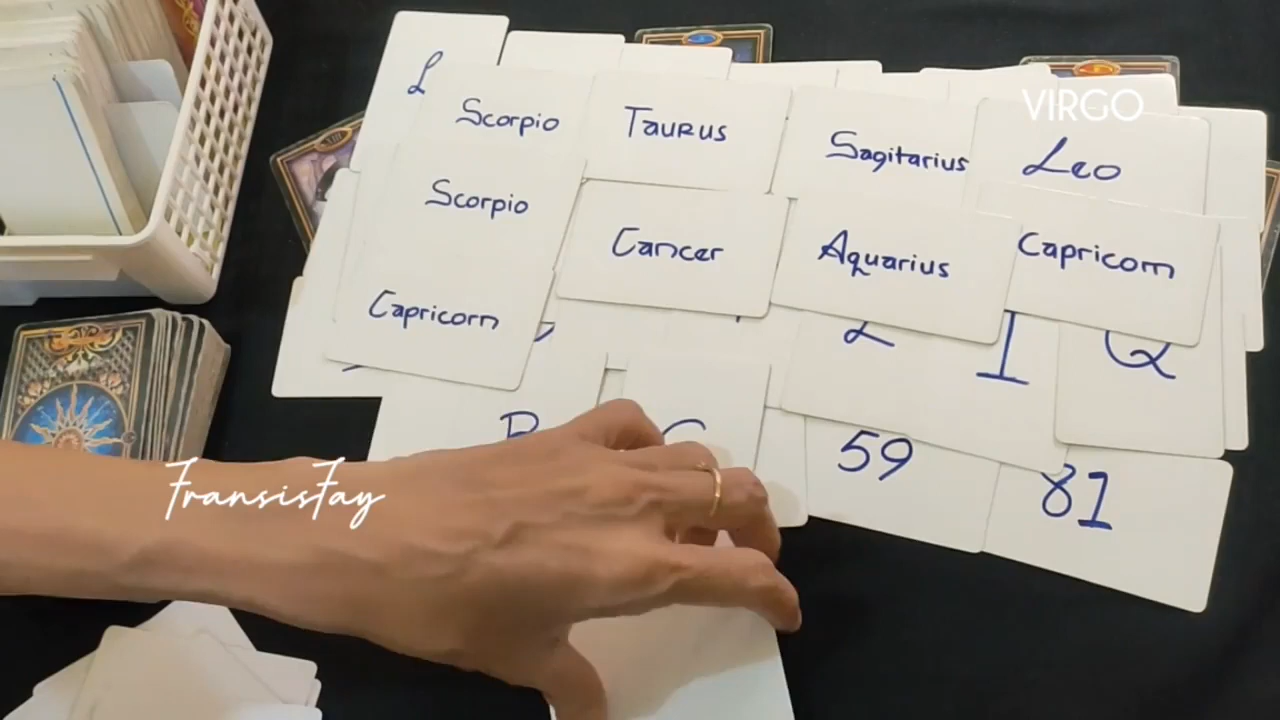 L
VIRGO
Scorpio
Taurus
Sagitarius
Leo
Scorpio
Cancer
Aquarius
Capricorn
Capricorn
I
Q
59
81
FransisFay